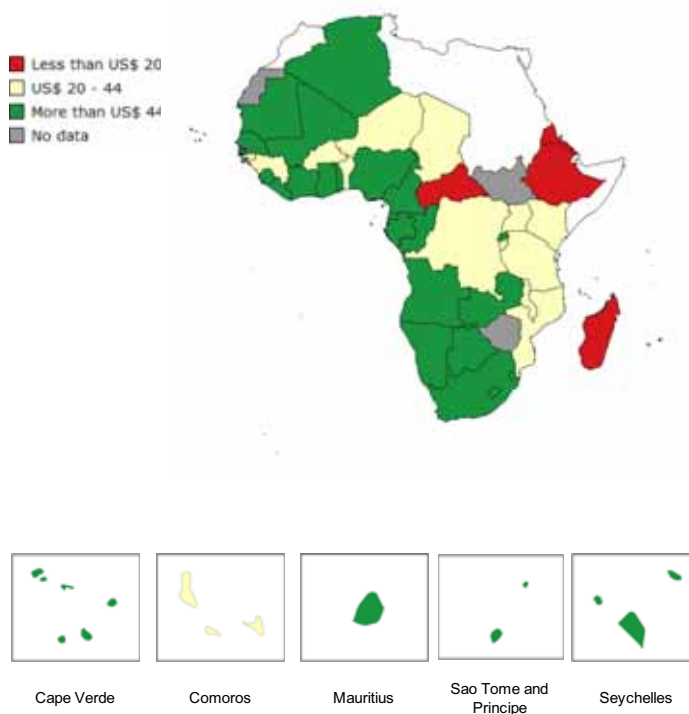 Less than US$ 20
US$ 20 - 44
More than US$ 44
No data
Cape Verde
Comoros
Mauritius
Sao Tome and
Principe
Seychelles